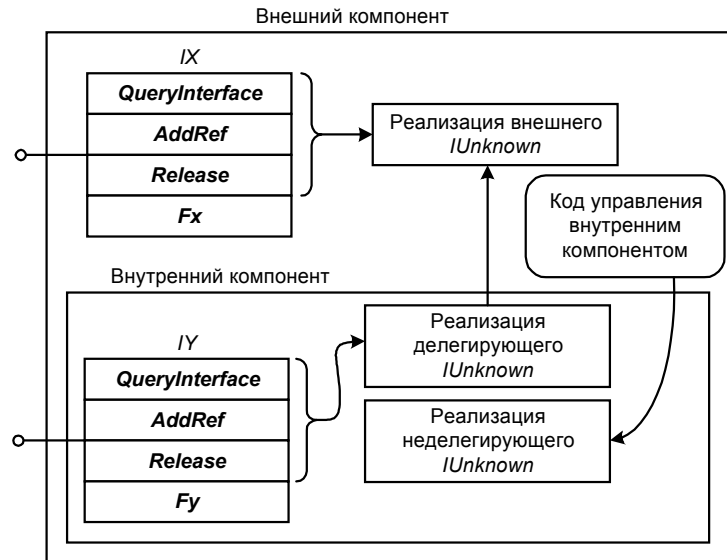 Внешний компонент
IX
QueryInterface
AddRef
Release
Fx
Реализация внешнего
IUnknown
Код управления
внутренним
компонентом
Внутренний компонент
IY
QueryInterface
AddRef
Release
Fy
Реализация
делегирующего
IUnknown
Реализация
неделегирующего
IUnknown